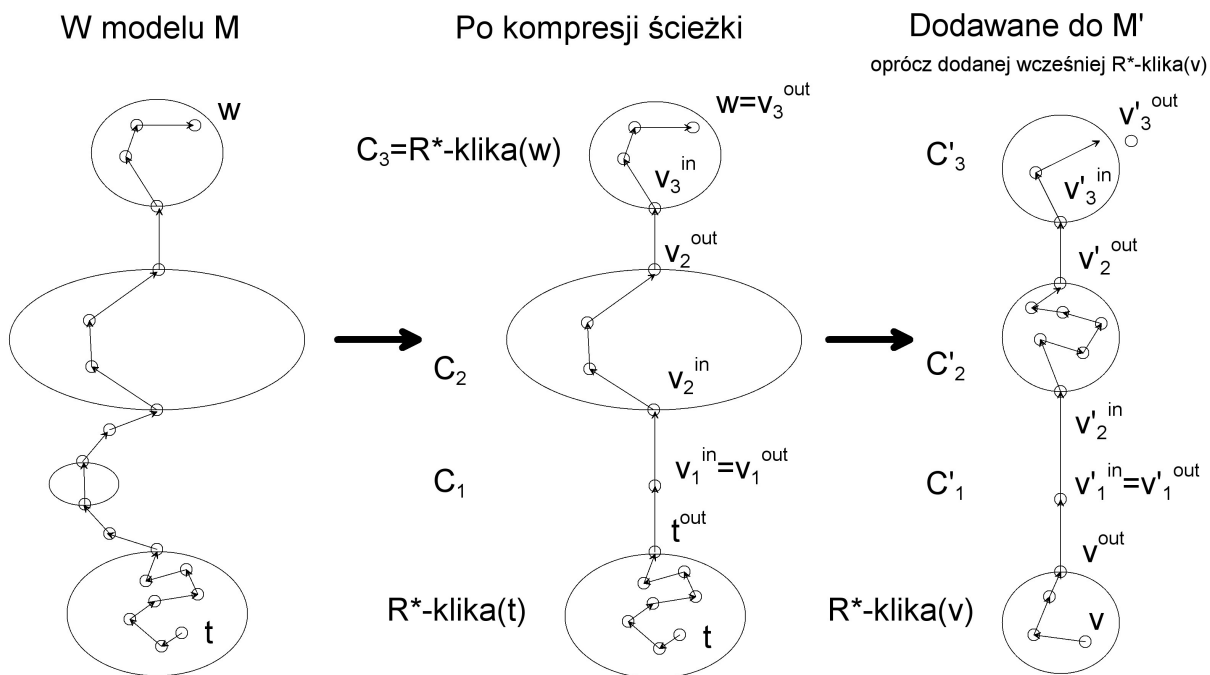 W modelu M
Po kompresji ścieżki
Dodawane do M'
oprócz dodanej wcześniej R*-klika(v)
w
w=v₃ᵒᵘᵗ
v'₃ᵒᵘᵗ
C₃=R*-klika(w)
C'₃
v₃ⁱⁿ
v'₃ⁱⁿ
v₂ᵒᵘᵗ
v'₂ᵒᵘᵗ
C₂
C'₂
v₂ⁱⁿ
v'₂ⁱⁿ
C₁
v₁ⁱⁿ=v₁ᵒᵘᵗ
C'₁
v'₁ⁱⁿ=v'₁ᵒᵘᵗ
tᵒᵘᵗ
vᵒᵘᵗ
R*-klika(t)
R*-klika(v)
t
t
v